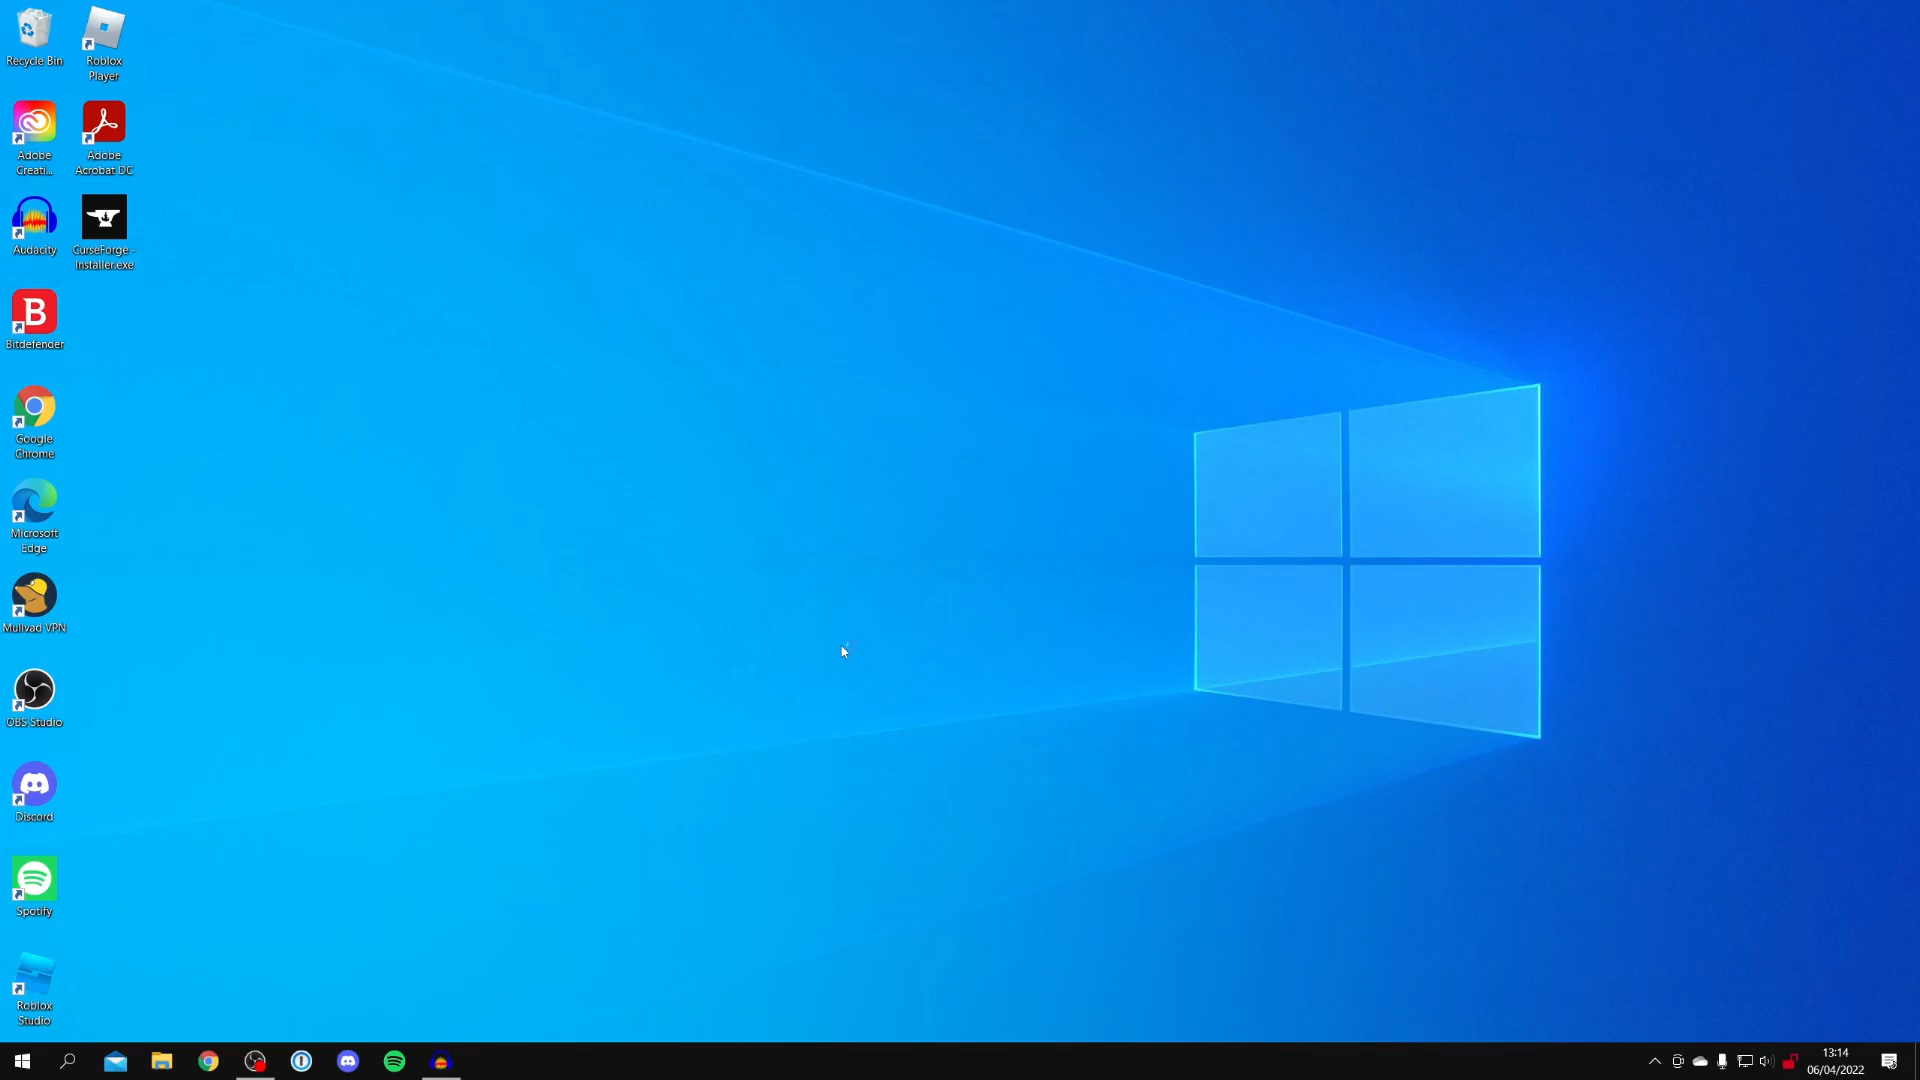 Recycle Bin
Roblox
Player
Adobe
Creati...
Adobe
Acrobat DC
Audacity
CurseForge -
Installer.exe
B
Bitdefender
Google
Chrome
Microsoft
Edge
Mullvad VPN
OBS Studio
Discord
Spotify
Roblox
Studio
13:14
06/04/2022